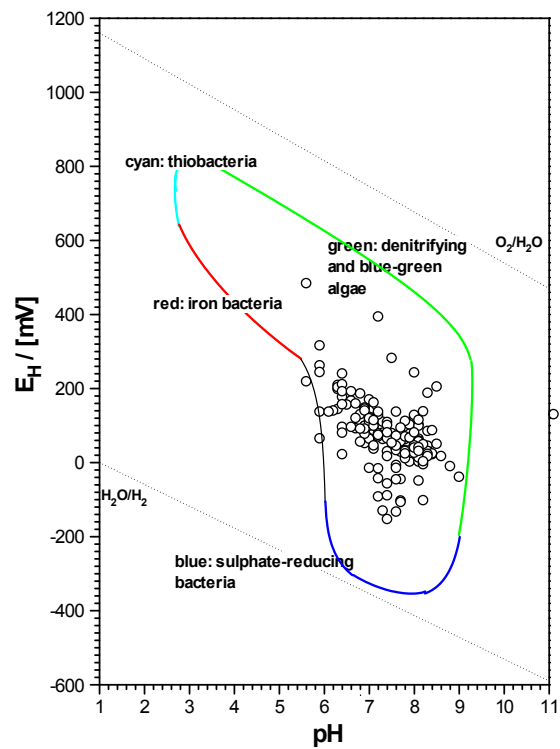 1200
1000
800
600
400
200
0
-200
-400
-600
E_H / [mV]
cyan: thiobacteria
O₂/H₂O
green: denitrifying
and blue-green
algae
red: iron bacteria
H₂O/H₂
blue: sulphate-reducing
bacteria
1 2 3 4 5 6 7 8 9 10 11
pH